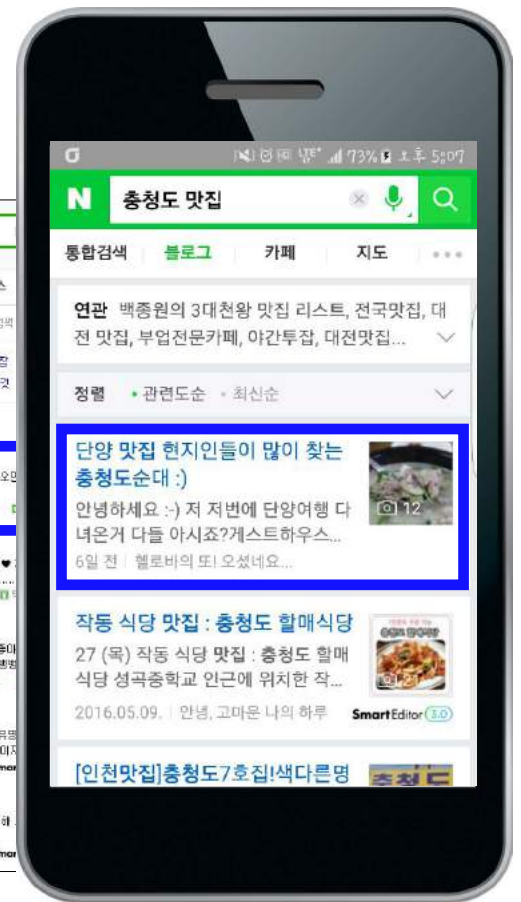 73% 오후 5:07
N 충청도 맛집
통합검색 블로그 카페 지도
연관 백종원의 3대천왕 맛집 리스트, 전국맛집, 대
전 맛집, 부업전문카페, 야간투잡, 대전맛집...
정렬 • 관련도순 • 최신순
단양 맛집 현지인들이 많이 찾는
충청도순대 :)
안녕하세요 :-) 저 저번에 단양여행 다
녀온거 다들 아시죠?게스트하우스...
12
6일 전 헬로바의 또! 오셨네요...
작동 식당 맛집 : 충청도 할매식당
27 (목) 작동 식당 맛집 : 충청도 할매
식당 성곡중학교 인근에 위치한 작...
2016.05.09. 안녕, 고마운 나의 하루 SmartEditor 3.0
[인천맛집]충청도7호집!색다른명
충청도